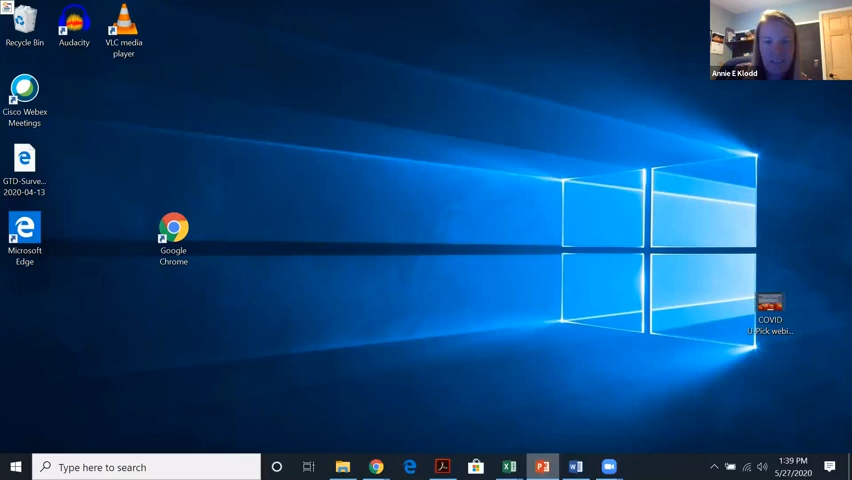 Recycle Bin
Audacity
VLC media
player
Annie E Klodd
Cisco Webex
Meetings
GTD-Surve...
2020-04-13
Microsoft
Edge
Google
Chrome
COVID
U-Pick webi...
Type here to search
1:39 PM
5/27/2020